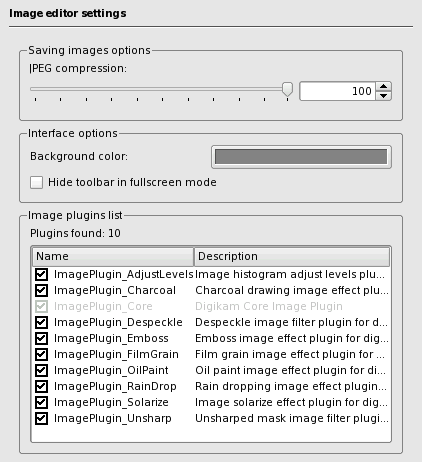 Image editor settings
Saving images options
JPEG compression:
100
Interface options
Background color:
Hide toolbar in fullscreen mode
Image plugins list
Plugins found: 10
Name Description
ImagePlugin_AdjustLevels Image histogram adjust levels plu...
ImagePlugin_Charcoal Charcoal drawing image effect plu...
ImagePlugin_Core Digikam Core Image Plugin
ImagePlugin_Despeckle Despeckle image filter plugin for d...
ImagePlugin_Emboss Emboss image effect plugin for dig...
ImagePlugin_FilmGrain Film grain image effect plugin for ...
ImagePlugin_OilPaint Oil paint image effect plugin for di...
ImagePlugin_RainDrop Rain dropping image effect plugin...
ImagePlugin_Solarize Image solarize effect plugin for dig...
ImagePlugin_Unsharp Unsharped mask image filter plugi...